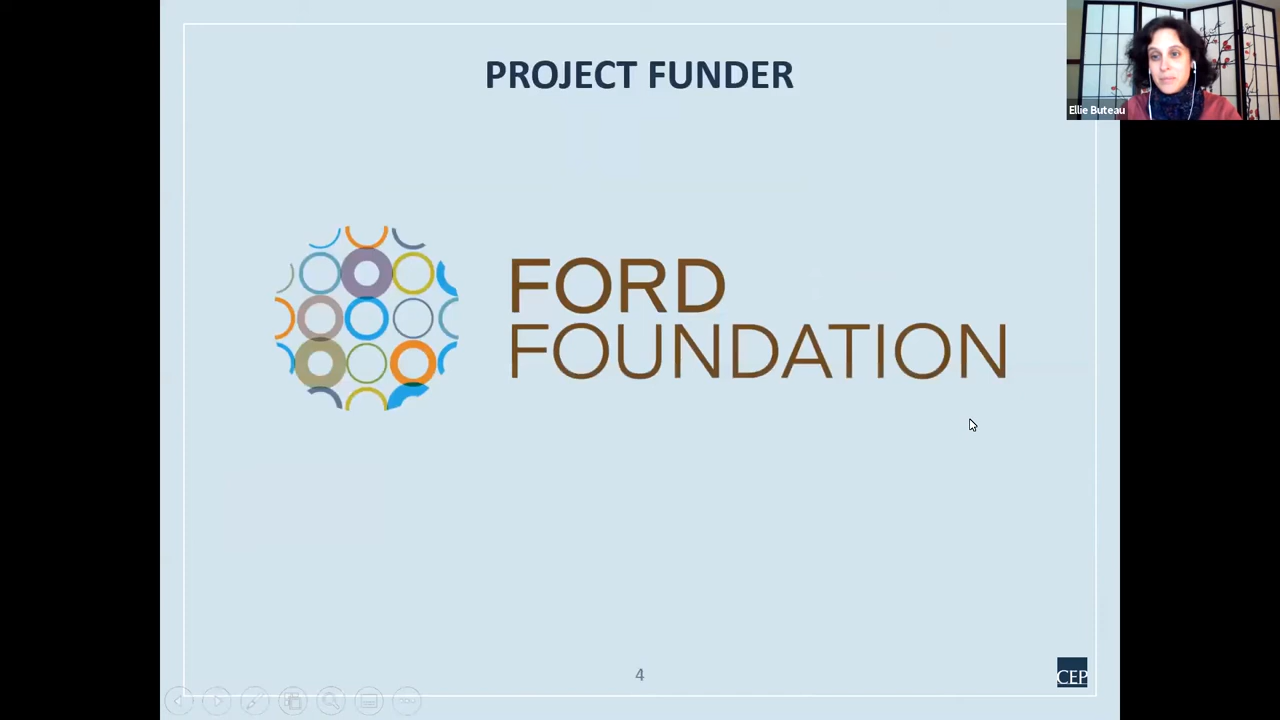 PROJECT FUNDER
Ellie Buteau
FORD
FOUNDATION
4
CEP